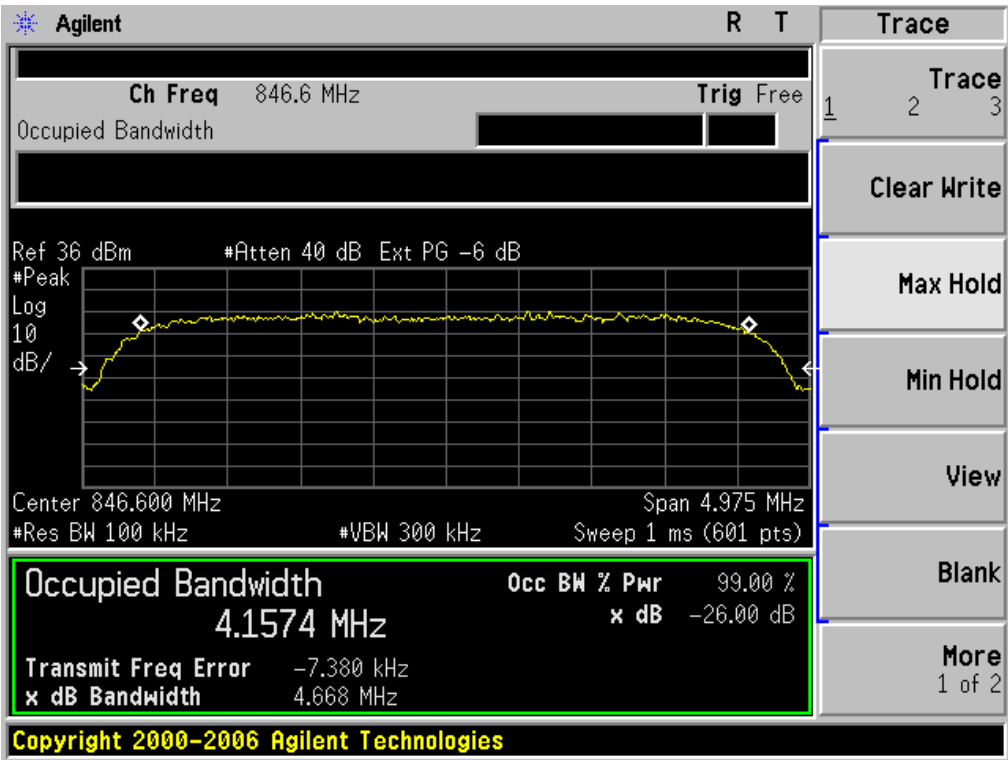 Agilent R T
Ch Freq 846.6 MHz Trig Free
Occupied Bandwidth
Ref 36 dBm #Atten 40 dB Ext PG -6 dB
#Peak
Log
10
dB/
Center 846.600 MHz Span 4.975 MHz
#Res BW 100 kHz #VBW 300 kHz Sweep 1 ms (601 pts)
Occupied Bandwidth Occ BW % Pwr 99.00 %
4.1574 MHz x dB -26.00 dB
Transmit Freq Error -7.380 kHz
x dB Bandwidth 4.668 MHz
Copyright 2000-2006 Agilent Technologies
Trace
Trace
1 2 3
Clear Write
Max Hold
Min Hold
View
Blank
More
1 of 2